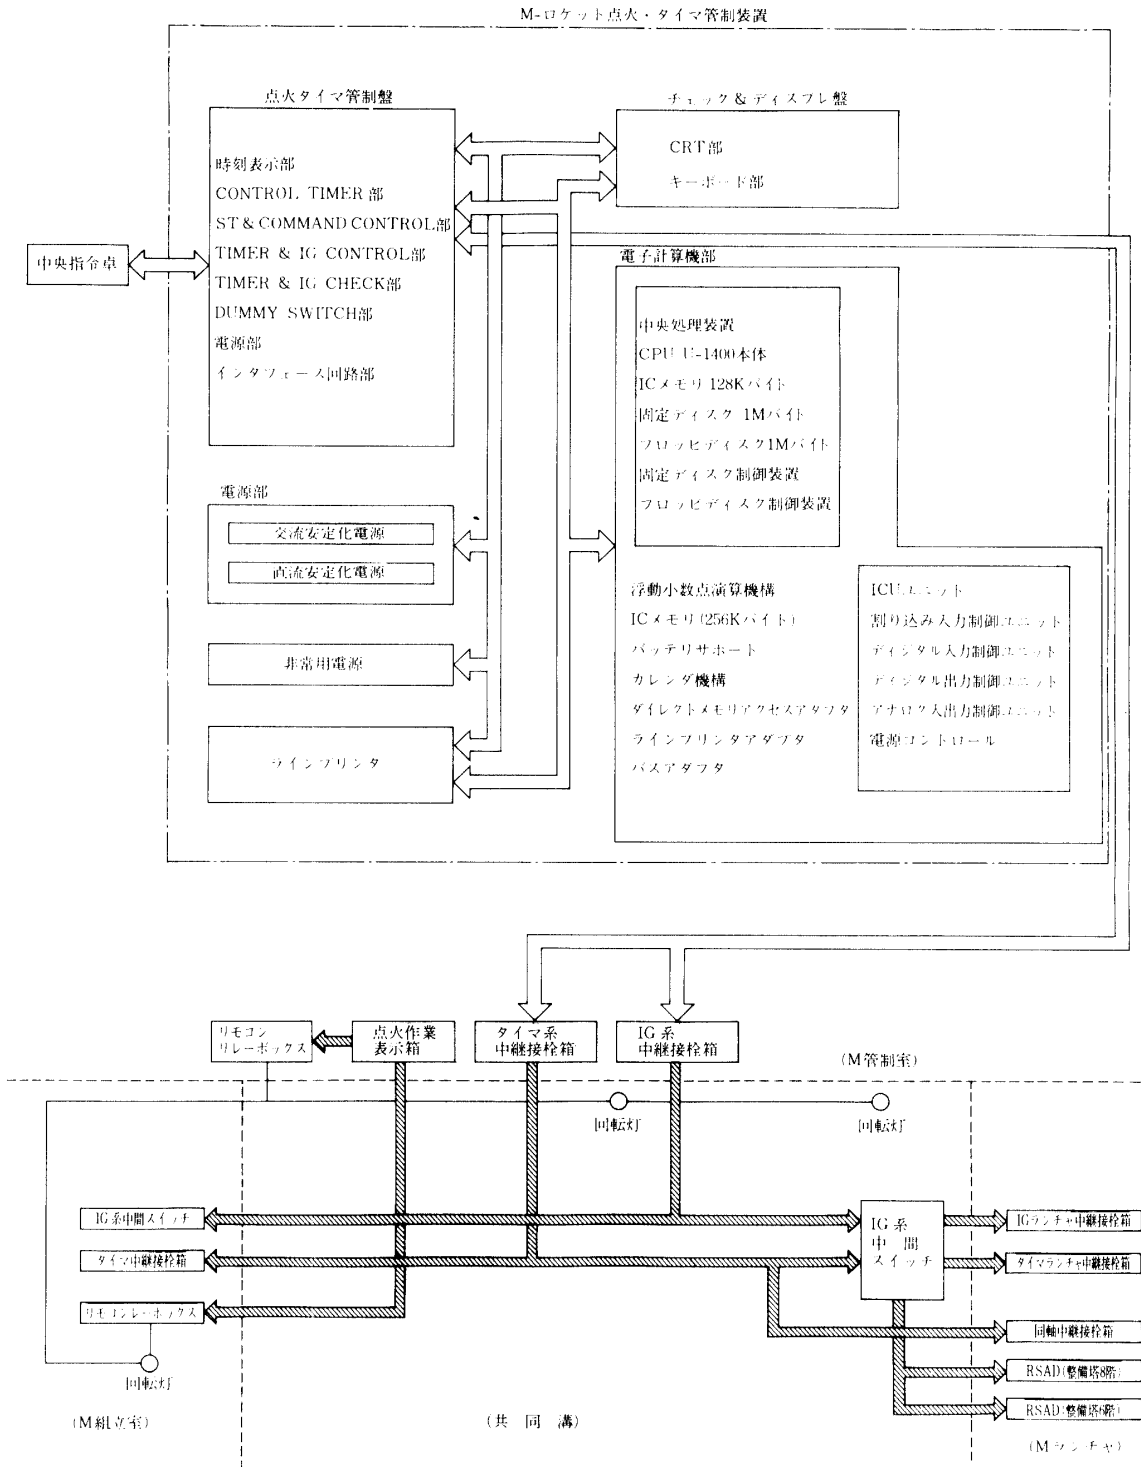 M-ロケット点火・タイマ管制装置
点火タイマ管制盤
時刻表示部
CONTROL TIMER 部
ST & COMMAND CONTROL部
TIMER & IG CONTROL部
TIMER & IG CHECK部
DUMMY SWITCH部
電源部
インタフェース回路部
チェック&ディスプレ盤
CRT部
キーボード部
中央指令卓
電子計算機部
中央処理装置
CPU U-1400本体
ICメモリ 128Kバイト
固定ディスク 1Mバイト
フロッピディスク1Mバイト
固定ディスク制御装置
フロッピディスク制御装置
電源部
交流安定化電源
直流安定化電源
非常用電源
ラインプリンタ
浮動小数点演算機構
ICメモリ(256Kバイト)
バッテリサポート
カレンダ機構
ダイレクトメモリアクセスアダプタ
ラインプリンタアダプタ
バスアダプタ
ICUユニット
割り込み入力制御ユニット
ディジタル入力制御ユニット
ディジタル出力制御ユニット
アナログ入出力制御ユニット
電源コントロール
リモコン
リレーボックス
点火作業
表示箱
タイマ系
中継接栓箱
IG系
中継接栓箱
(M管制室)
回転灯
回転灯
IG系中間スイッチ
タイマ中継接栓箱
リモコンレーボックス
回転灯
IG系
中間
スイッチ
IGランチャ中継接栓箱
タイマランチャ中継接栓箱
同軸中継接栓箱
RSAD(整備塔8階)
RSAD(整備塔6階)
(M組立室)
(共同溝)
(Mランチャ)